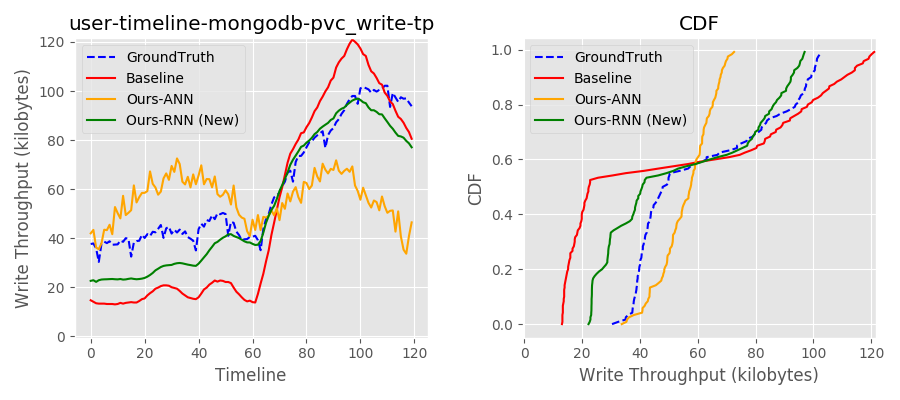 user-timeline-mongodb-pvc_write-tp
Write Throughput (kilobytes)
120
100
80
60
40
20
0
GroundTruth
Baseline
Ours-ANN
Ours-RNN (New)
0 20 40 60 80 100 120
Timeline
CDF
CDF
1.0
0.8
0.6
0.4
0.2
0.0
GroundTruth
Baseline
Ours-ANN
Ours-RNN (New)
0 20 40 60 80 100 120
Write Throughput (kilobytes)